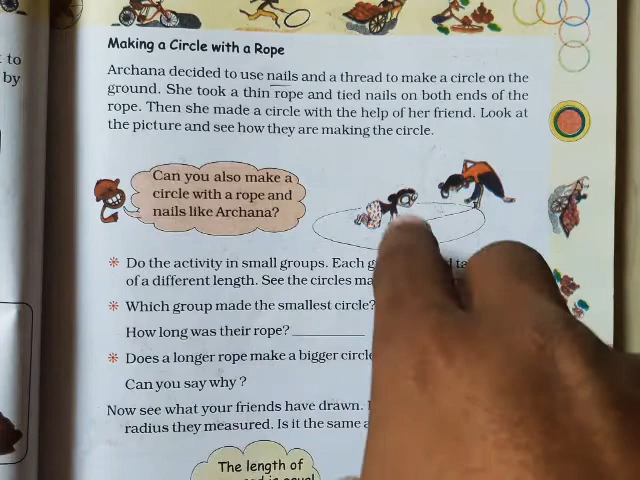 to
by
Making a Circle with a Rope
Archana decided to use nails and a thread to make a circle on the
ground. She took a thin rope and tied nails on both ends of the
rope. Then she made a circle with the help of her friend. Look at
the picture and see how they are making the circle.
Can you also make a
circle with a rope and
nails like Archana?
Do the activity in small groups. Each
of a different length. See the circles
Which group made the smallest circle?
How long was their rope?
Does a longer rope make a bigger circle
Can you say why ?
Now see what your friends have drawn.
radius they measured. Is it the same
The length of